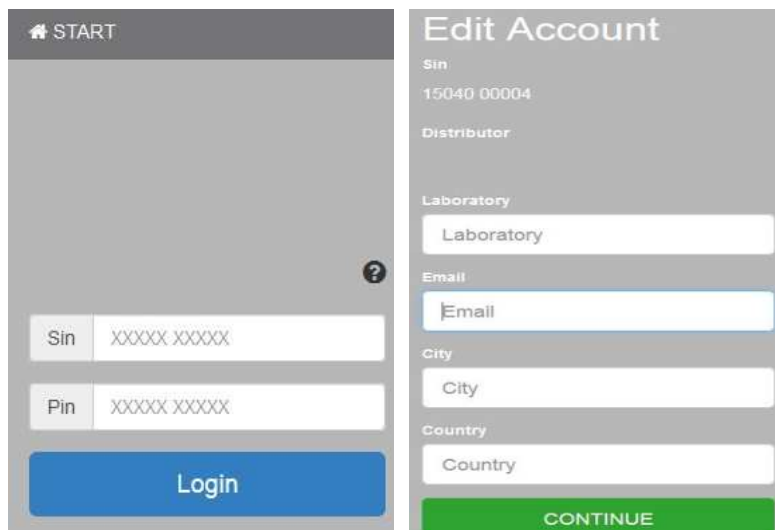 START
?
Sin XXXXX XXXXX
Pin XXXXX XXXXX
Login
Edit Account
Sin
15040 00004
Distributor
Laboratory
Laboratory
Email
Email
City
City
Country
Country
CONTINUE